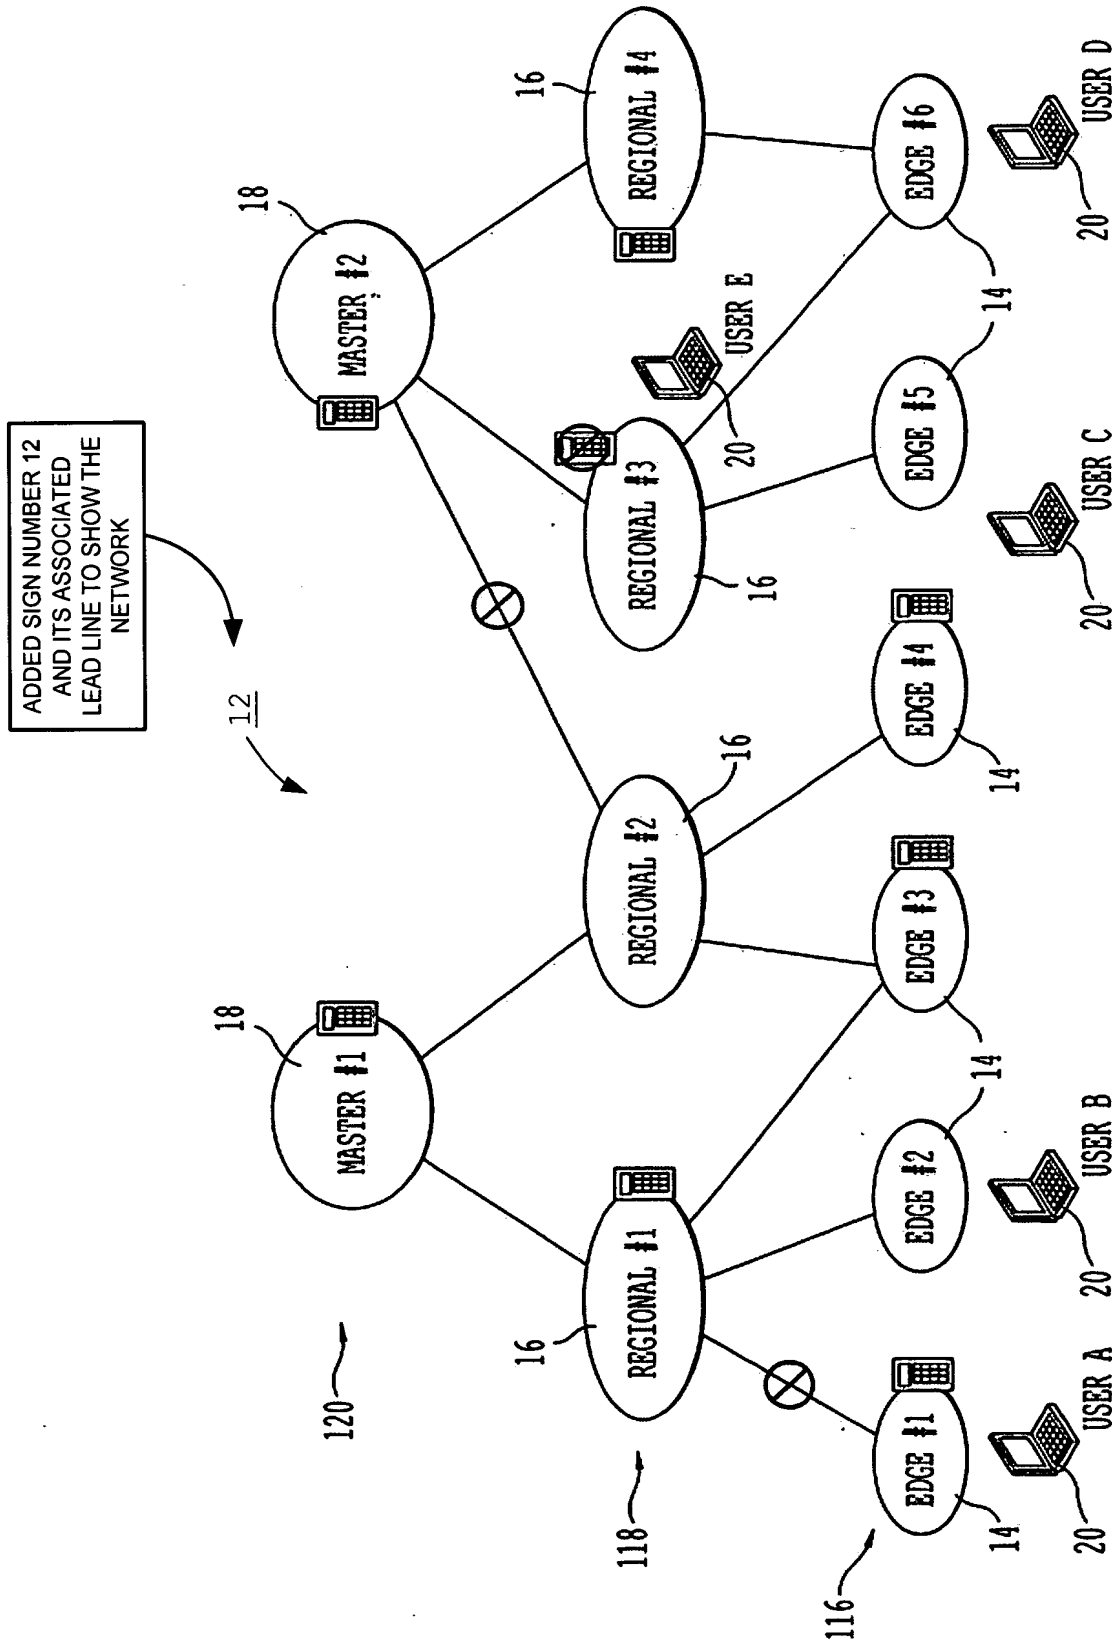 ADDED SIGN NUMBER 12
AND ITS ASSOCIATED
LEAD LINE TO SHOW THE
NETWORK
12
120
18
MASTER #1
18
MASTER #2
118
16
REGIONAL #1
REGIONAL #2
16
REGIONAL #3
16
REGIONAL #4
16
20
USER E
116
EDGE #1
14
EDGE #2
14
EDGE #3
EDGE #4
14
EDGE #5
14
EDGE #6
20
USER A
20
USER B
20
USER C
20
USER D